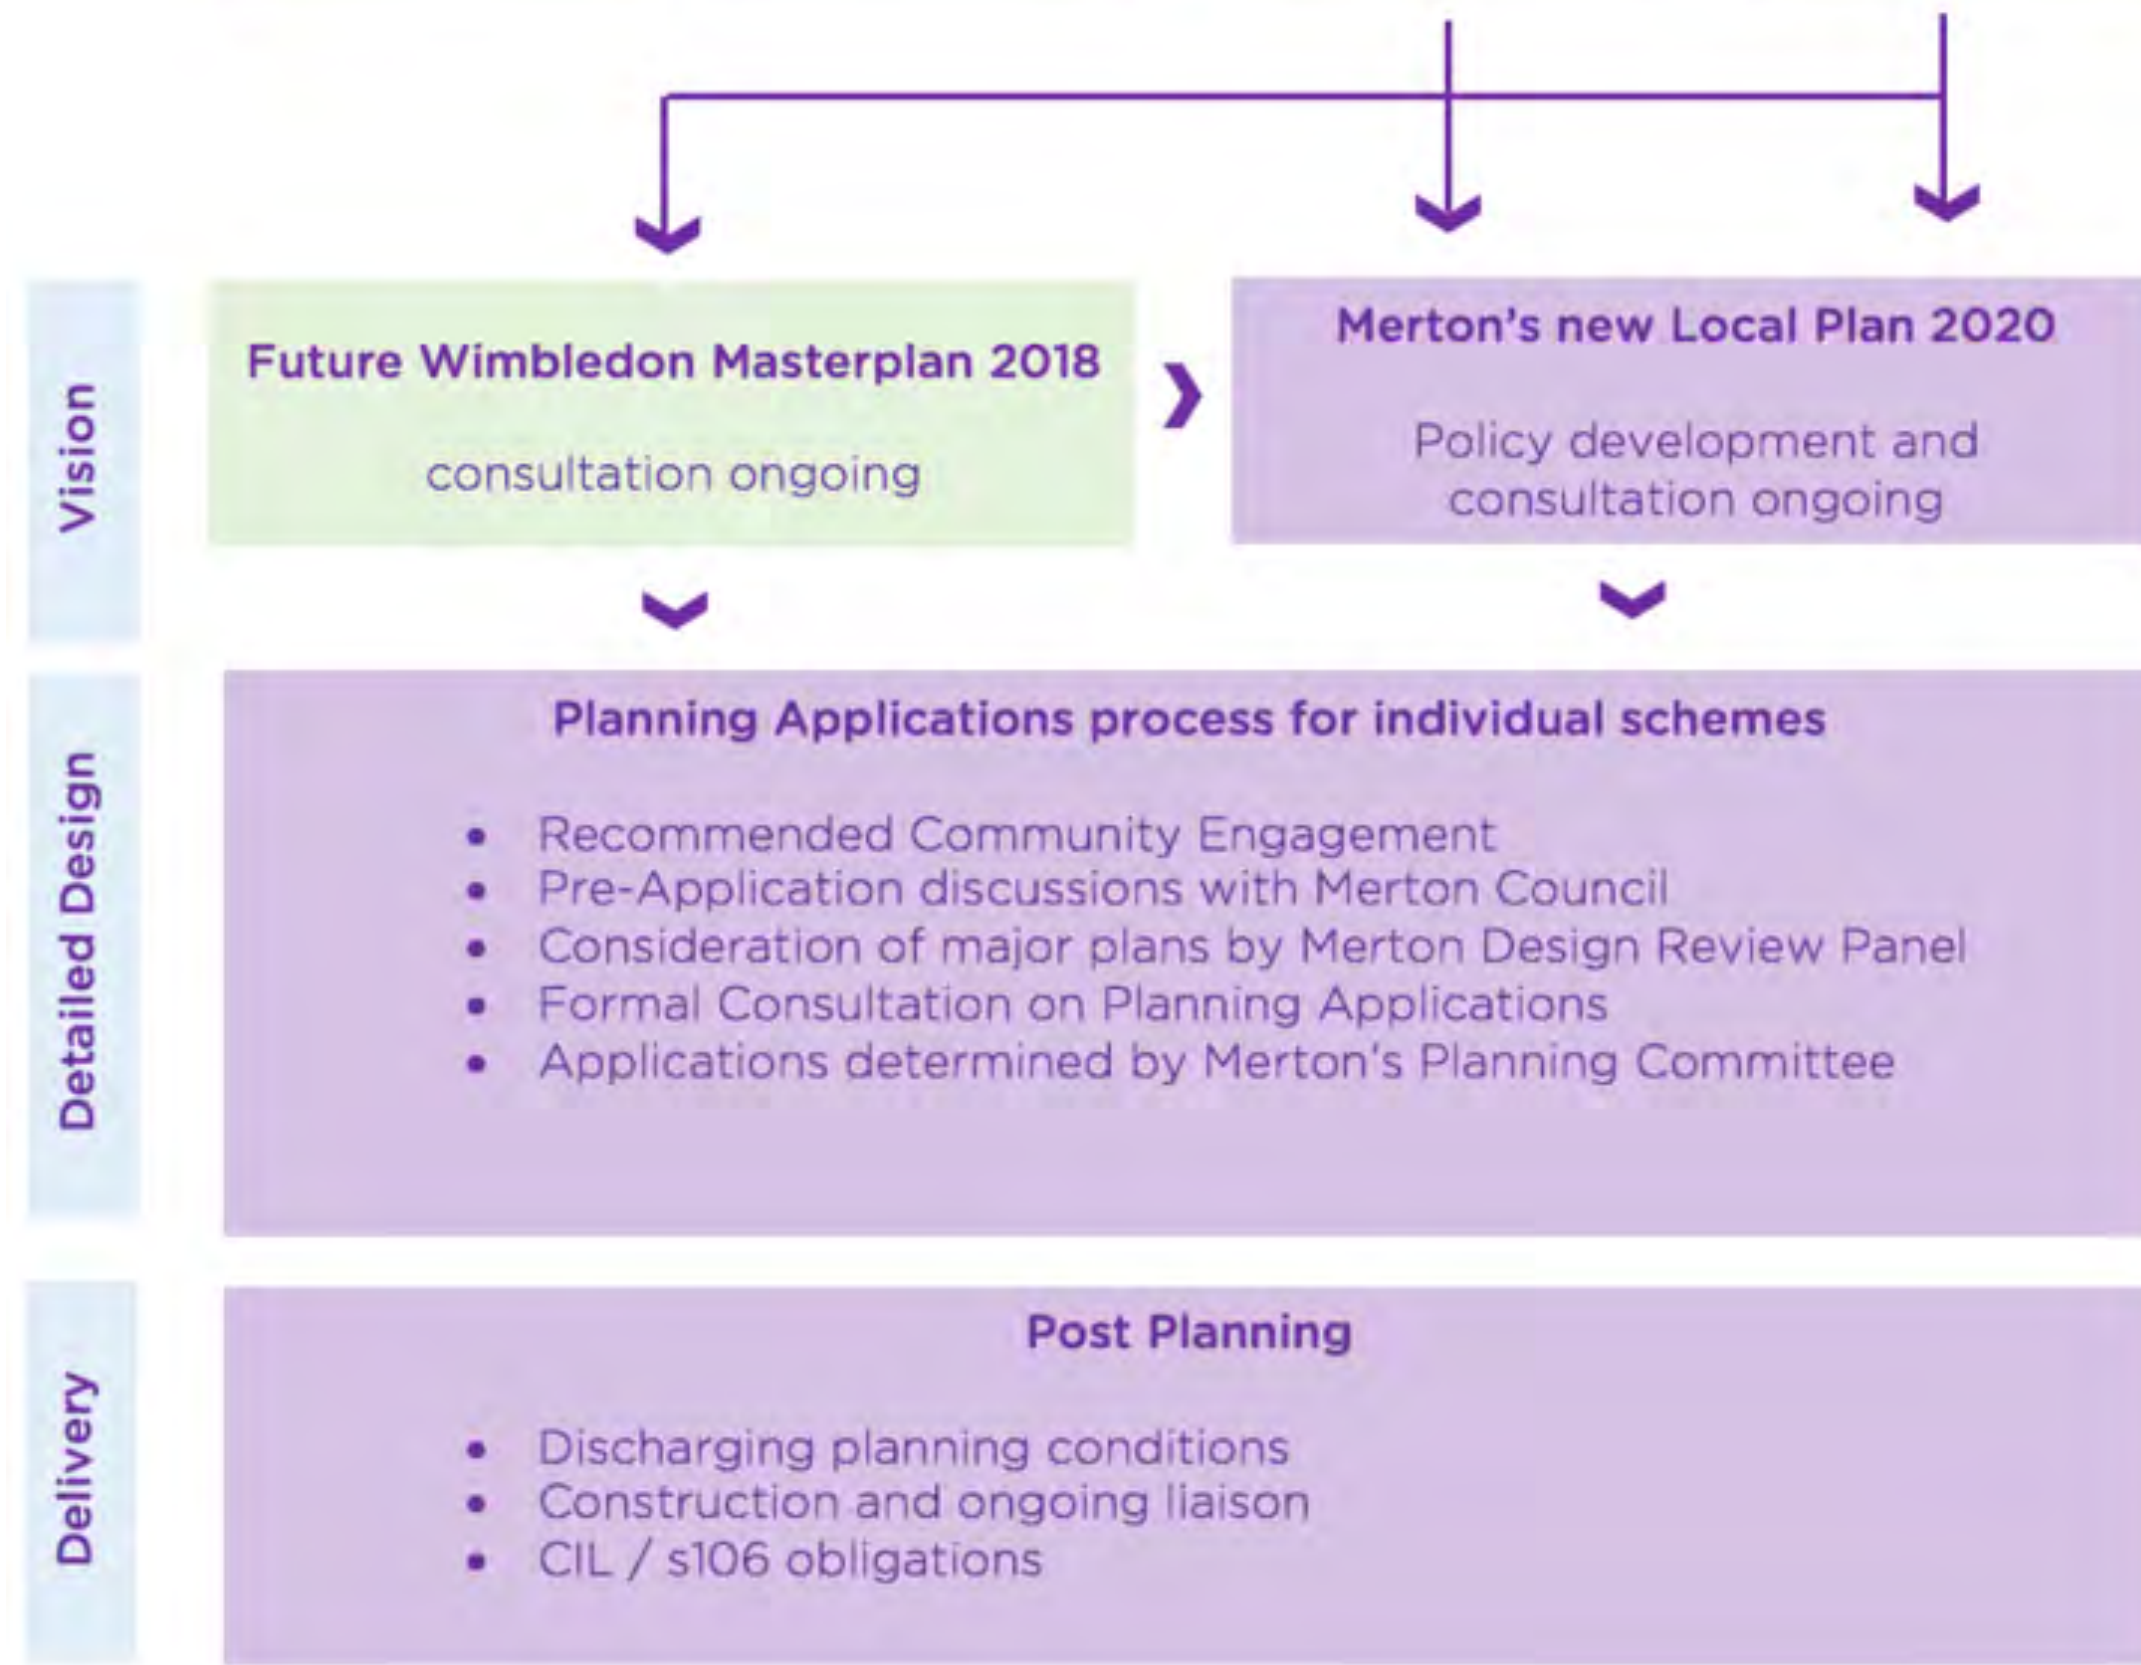 Vision
Future Wimbledon Masterplan 2018
consultation ongoing
Merton's new Local Plan 2020
Policy development and
consultation ongoing
Detailed Design
Planning Applications process for individual schemes
• Recommended Community Engagement
• Pre-Application discussions with Merton Council
• Consideration of major plans by Merton Design Review Panel
• Formal Consultation on Planning Applications
• Applications determined by Merton's Planning Committee
Delivery
Post Planning
• Discharging planning conditions
• Construction and ongoing liaison
• CIL / s106 obligations